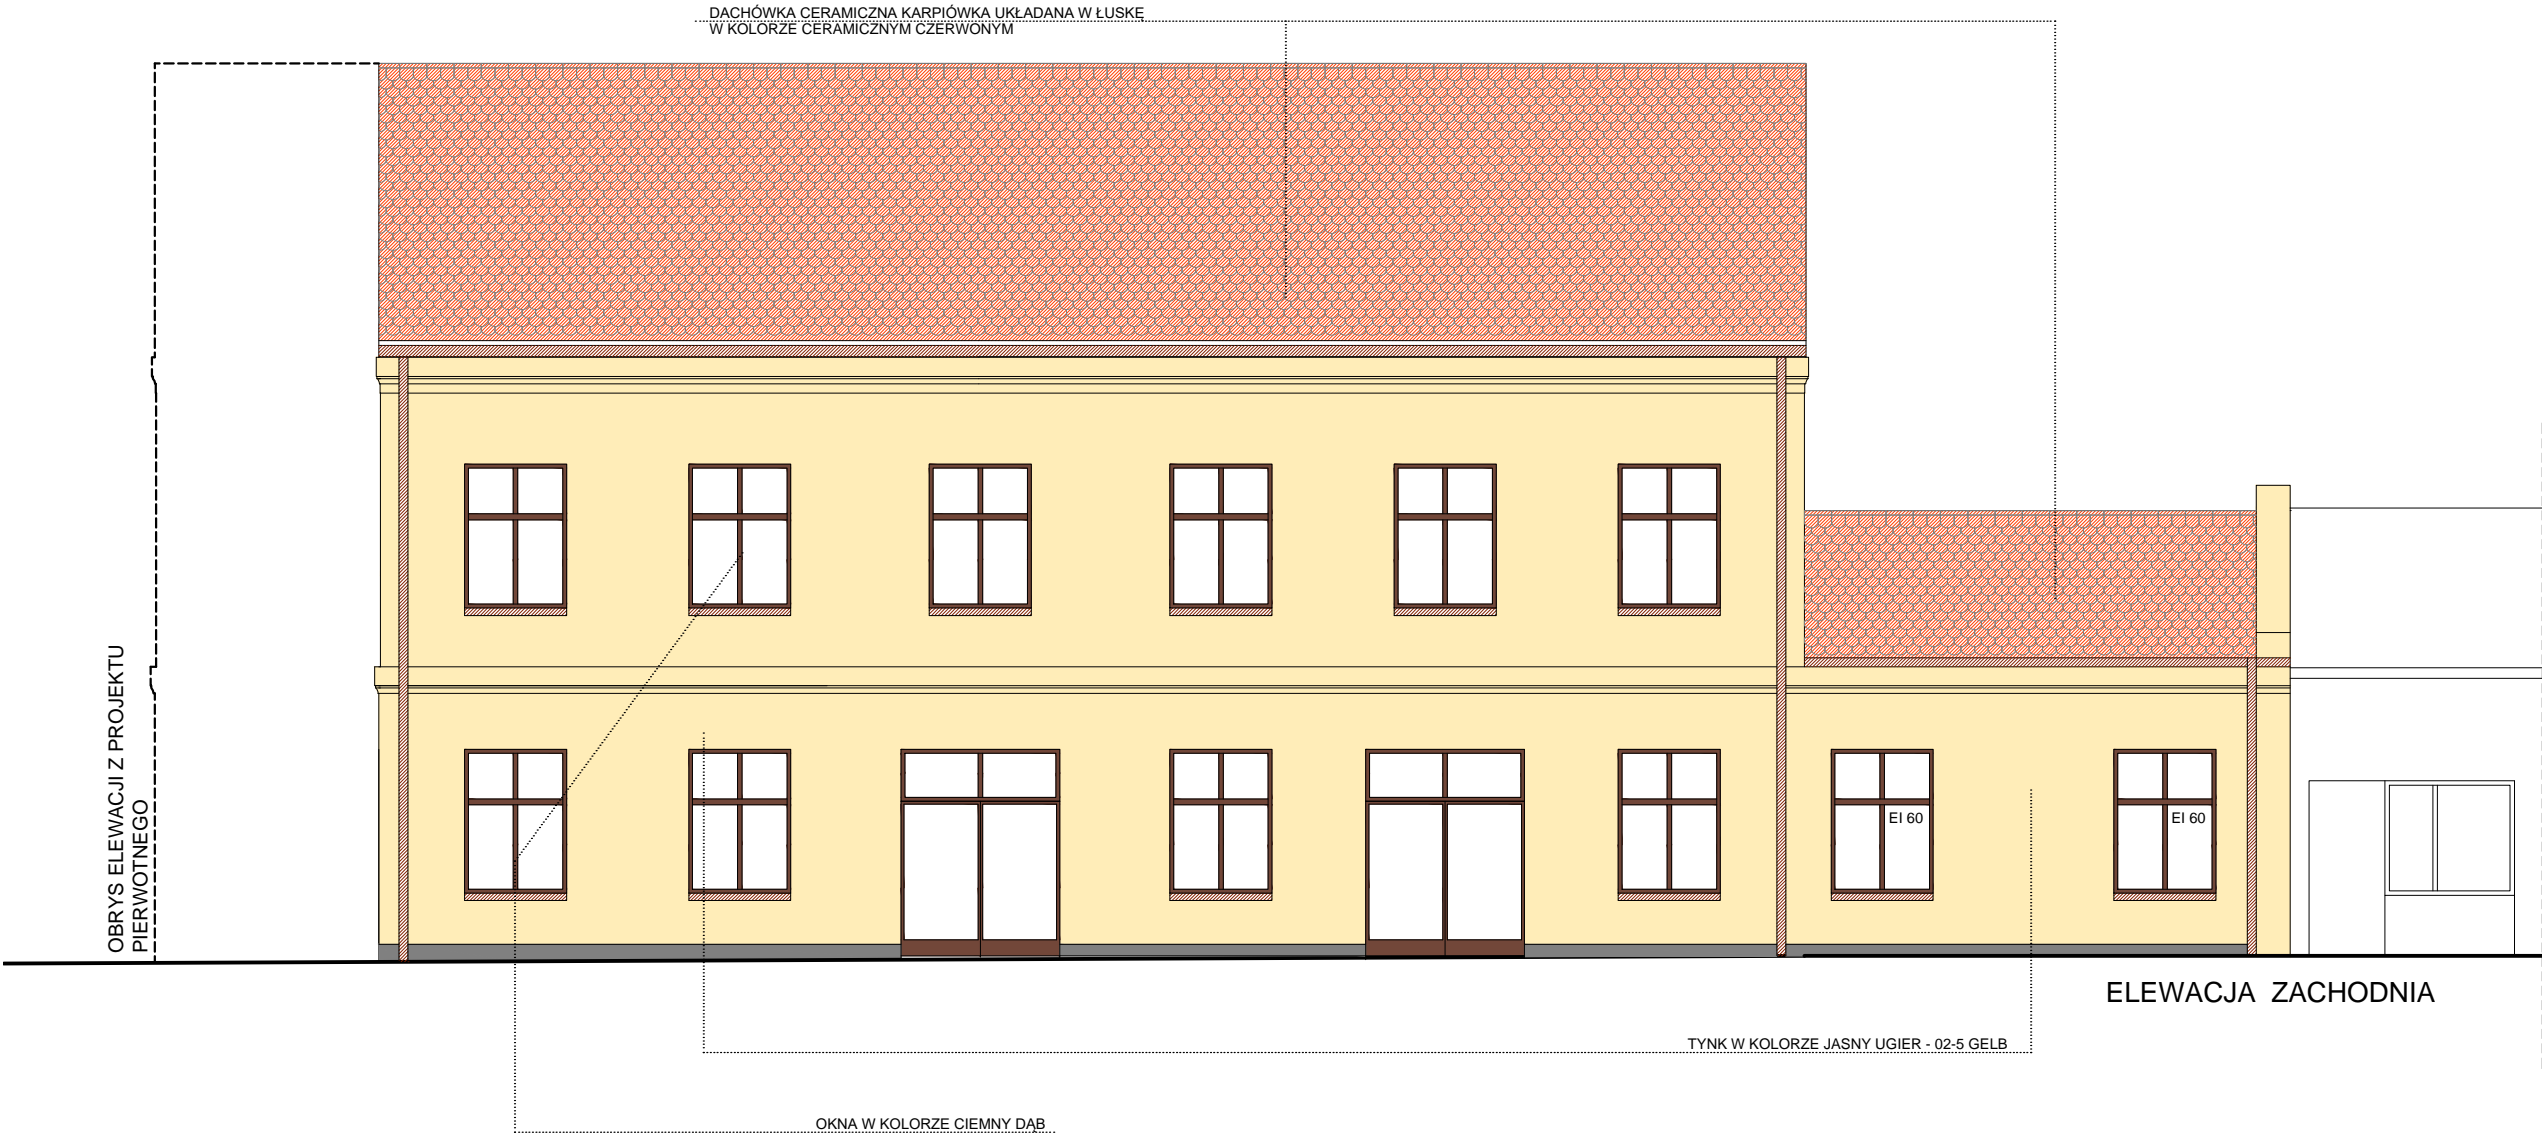 DACHÓWKA CERAMICZNA KARPIÓWKA UKŁADANA W ŁUSKĘ
W KOLORZE CERAMICZNYM CZERWONYM
OBRYS ELEWACJI Z PROJEKTU
PIERWOTNEGO
EI 60
EI 60
ELEWACJA ZACHODNIA
TYNK W KOLORZE JASNY UGIER - 02-5 GELB
OKNA W KOLORZE CIEMNY DĄB